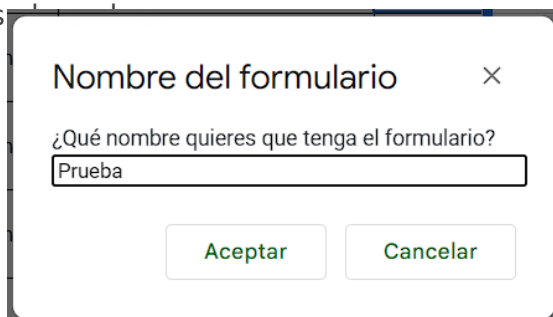 Nombre del formulario
¿Qué nombre quieres que tenga el formulario?
Prueba
Aceptar
Cancelar